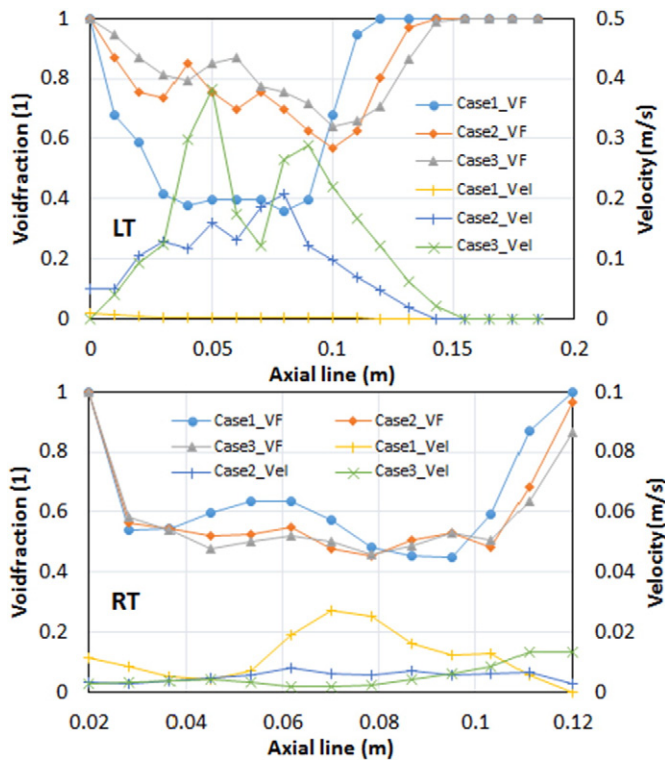 1
0.8
0.6
0.4
0.2
0
Voidfraction (1)
0.5
0.4
0.3
0.2
0.1
0
Velocity (m/s)
Case1_VF
Case2_VF
Case3_VF
Case1_Vel
Case2_Vel
Case3_Vel
LT
0 0.05 0.1 0.15 0.2
Axial line (m)
1
0.8
0.6
0.4
0.2
0
Voidfraction (1)
0.1
0.08
0.06
0.04
0.02
0
Velocity (m/s)
Case1_VF Case2_VF
Case3_VF Case1_Vel
Case2_Vel Case3_Vel
RT
0.02 0.04 0.06 0.08 0.1 0.12
Axial line (m)